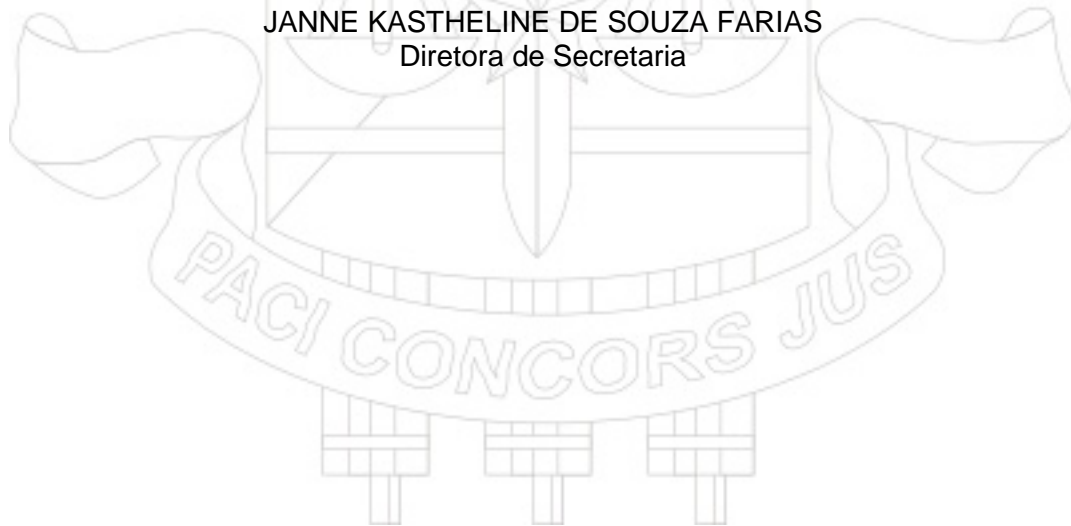 JANNE KASTHELINE DE SOUZA FARIAS
Diretora de Secretaria
PACI CONCORS JUS